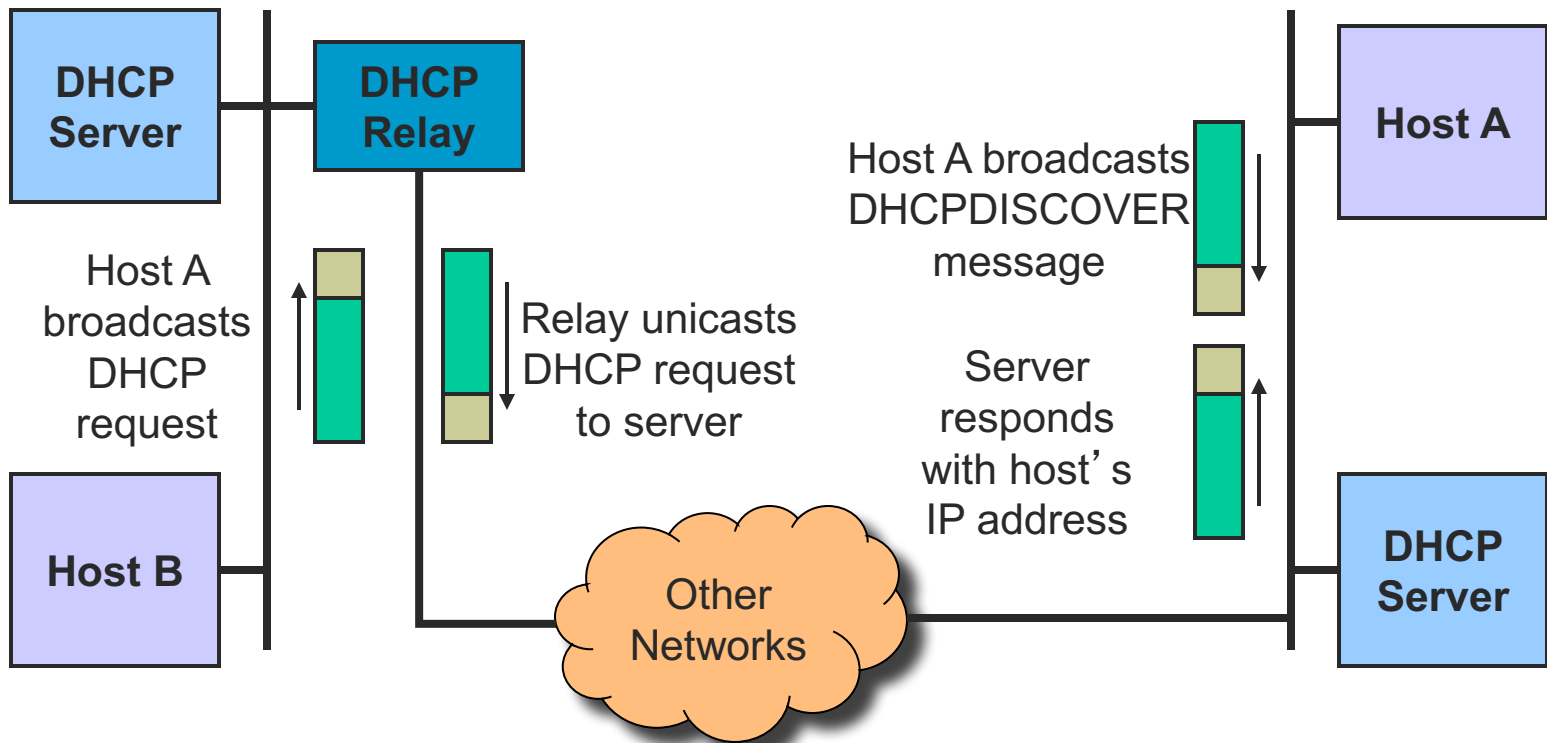 DHCP
Server
DHCP
Relay
Host A
Host A broadcasts
DHCPDISCOVER
message
Host A
broadcasts
DHCP
request
Relay unicasts
DHCP request
to server
Server
responds
with host’s
IP address
Host B
Other
Networks
DHCP
Server